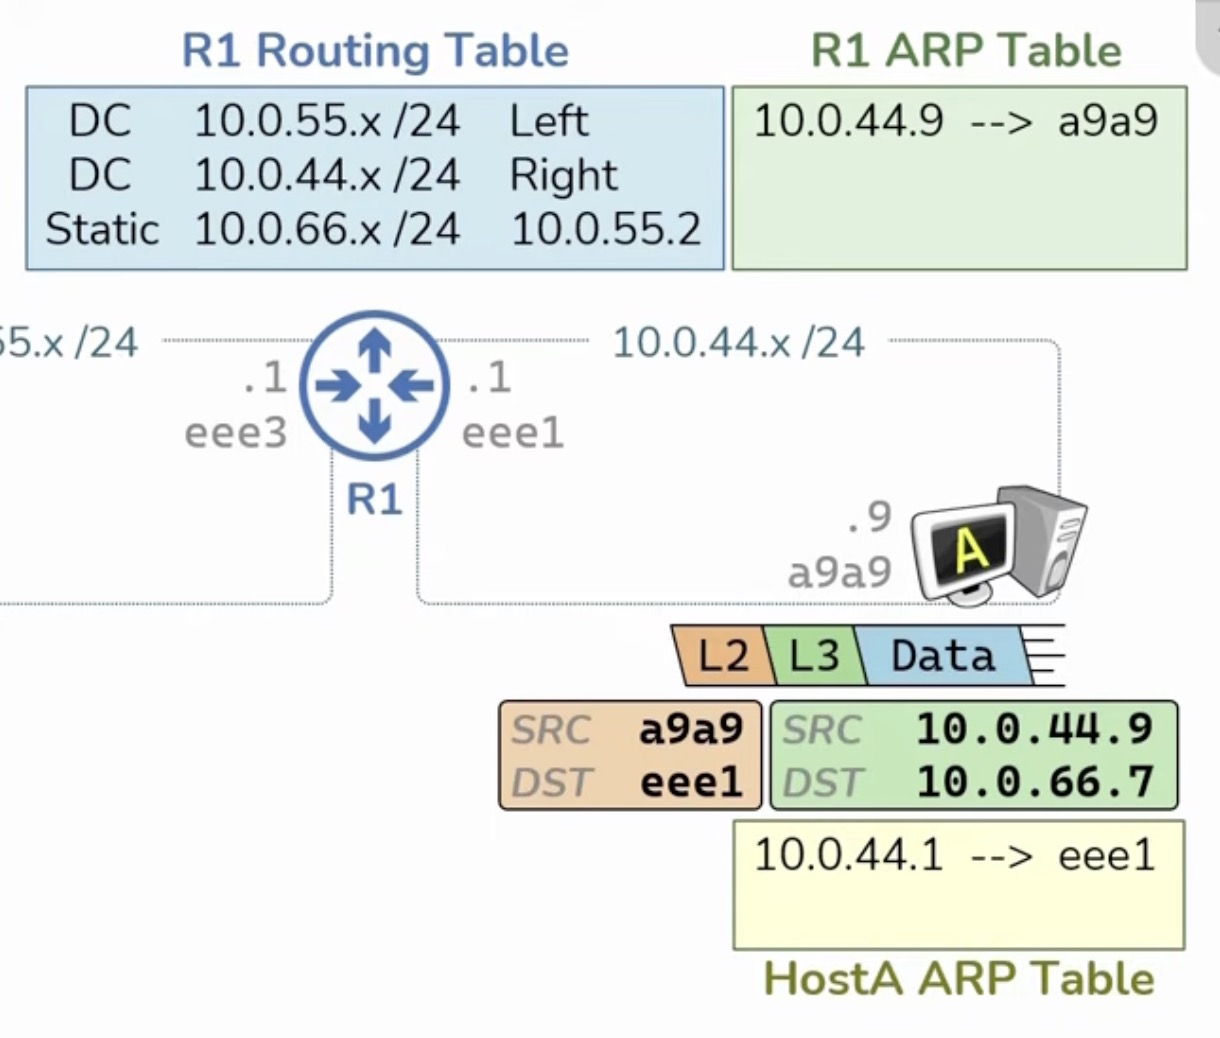 R1 Routing Table
R1 ARP Table
DC 10.0.55.x /24 Left
DC 10.0.44.x /24 Right
Static 10.0.66.x /24 10.0.55.2
10.0.44.9 --> a9a9
55.x /24
10.0.44.x /24
.1
eee3
.1
eee1
R1
.9
a9a9
A
L2 L3 Data
SRC a9a9
DST eee1
SRC 10.0.44.9
DST 10.0.66.7
10.0.44.1 --> eee1
HostA ARP Table